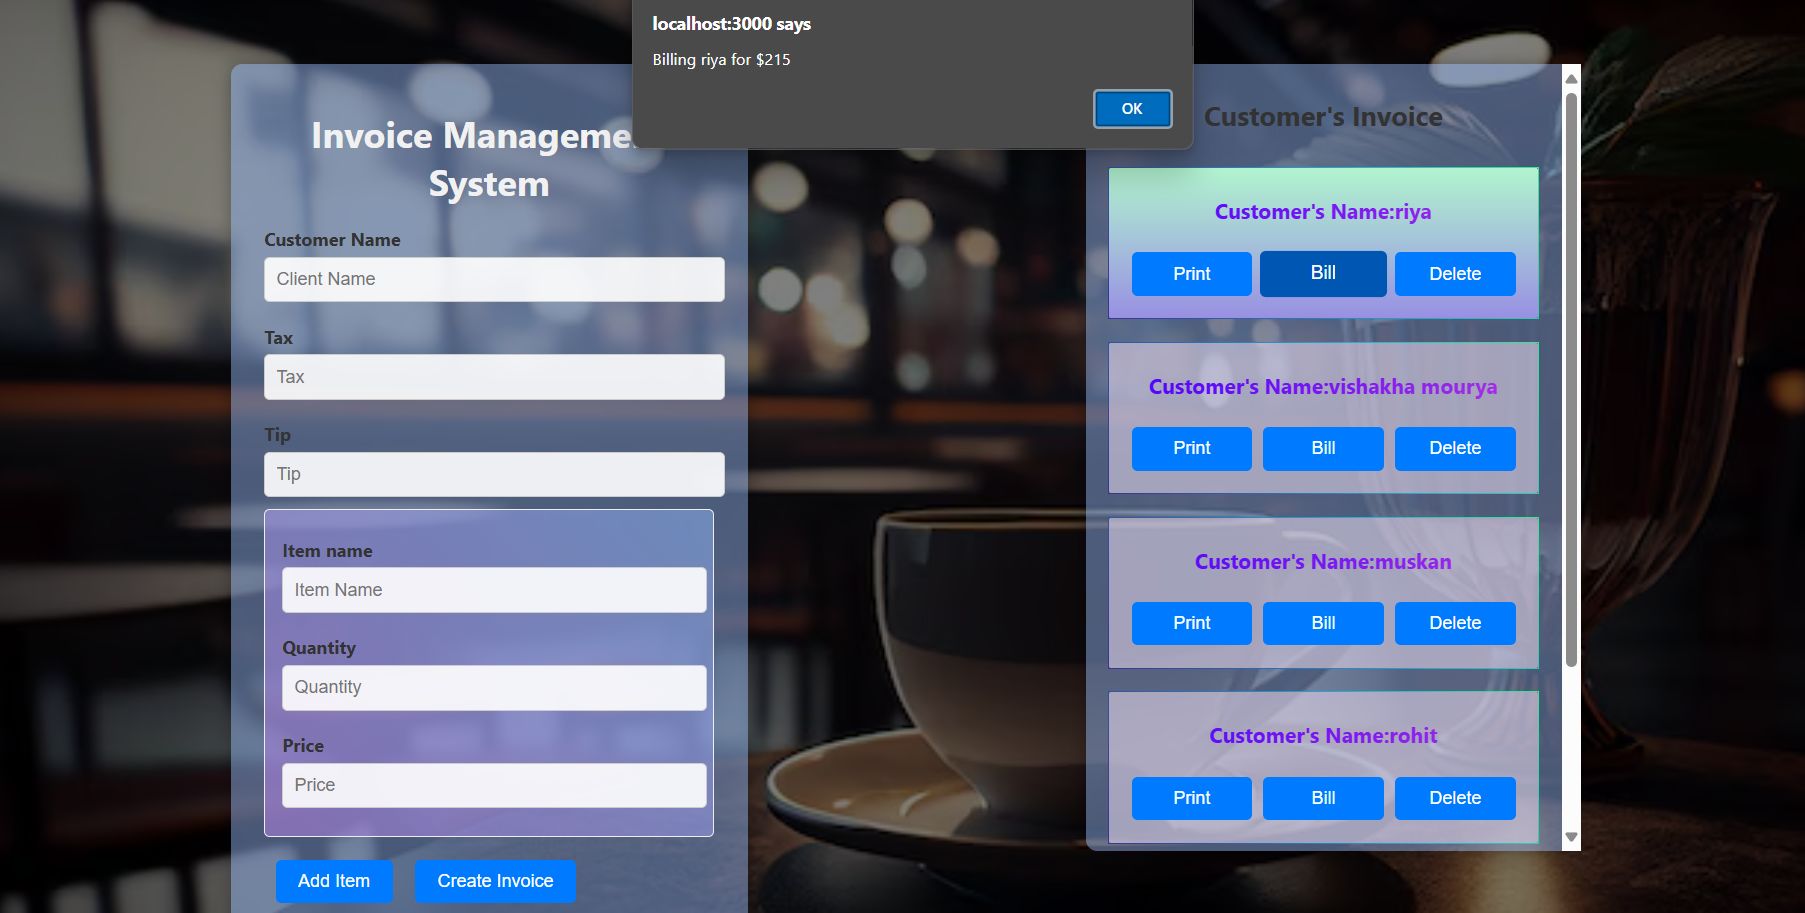 localhost:3000 says
Billing riya for $215
OK
Invoice Manageme
System
Customer Name
Client Name
Tax
Tax
Tip
Tip
Item name
Item Name
Quantity
Quantity
Price
Price
Add Item
Create Invoice
Customer's Invoice
Customer's Name:riya
Print Bill Delete
Customer's Name:vishakha mourya
Print Bill Delete
Customer's Name:muskan
Print Bill Delete
Customer's Name:rohit
Print Bill Delete